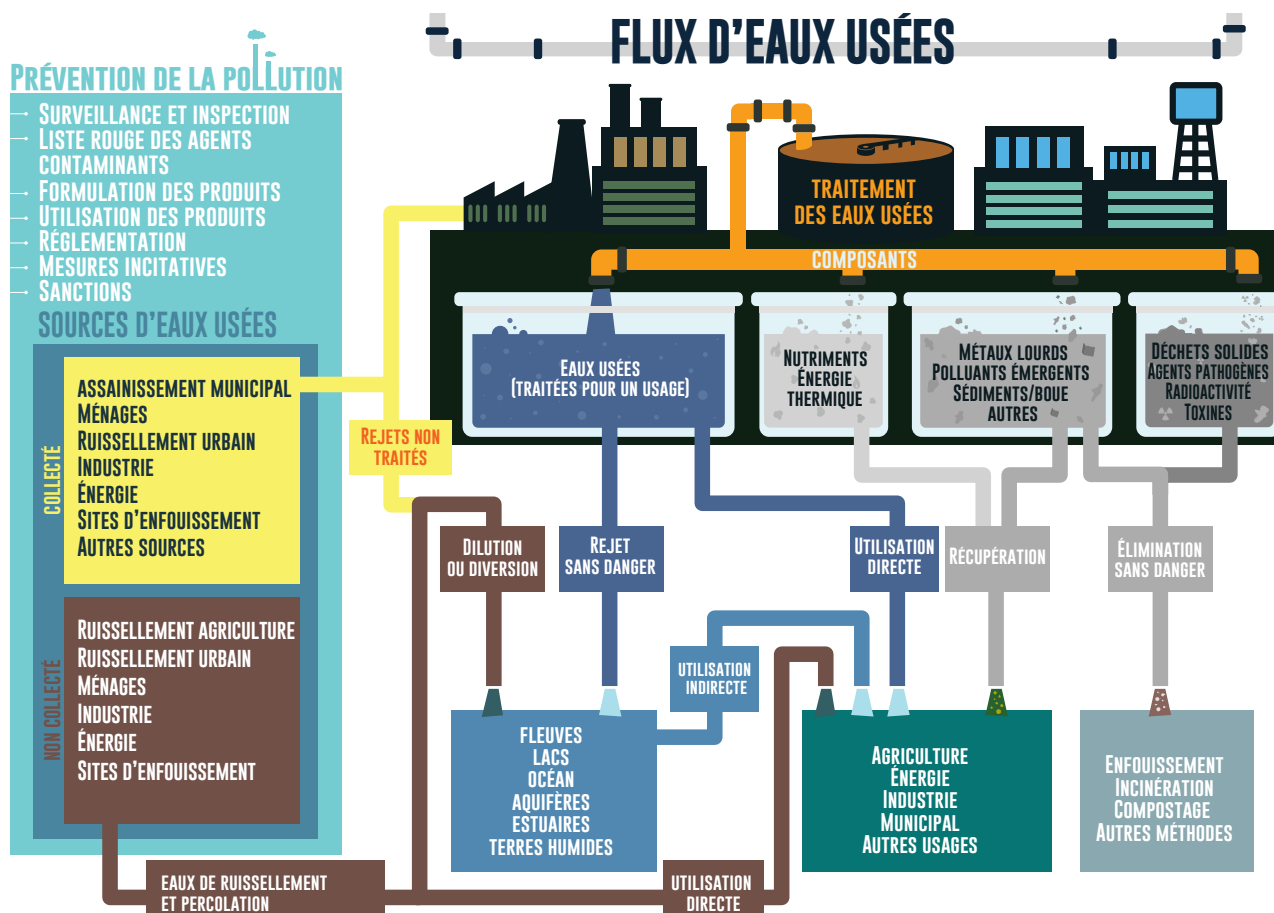 FLUX D'EAUX USÉES
PRÉVENTION DE LA POLLUTION
SURVEILLANCE ET INSPECTION
LISTE ROUGE DES AGENTS
CONTAMINANTS
FORMULATION DES PRODUITS
UTILISATION DES PRODUITS
RÉGLEMENTATION
MESURES INCITATIVES
SANCTIONS
SOURCES D'EAUX USÉES
COLLECTÉ
ASSAINISSEMENT MUNICIPAL
MÉNAGES
RUISSELLEMENT URBAIN
INDUSTRIE
ÉNERGIE
SITES D'ENFOUISSEMENT
AUTRES SOURCES
NON COLLECTÉ
RUISSELLEMENT AGRICULTURE
RUISSELLEMENT URBAIN
MÉNAGES
INDUSTRIE
ÉNERGIE
SITES D'ENFOUISSEMENT
EAUX DE RUISSELLEMENT
ET PERCOLATION
TRAITEMENT
DES EAUX USÉES
COMPOSANTS
EAUX USÉES
(TRAITÉES POUR UN USAGE)
NUTRIMENTS
ÉNERGIE
THERMIQUE
MÉTAUX LOURDS
POLLUANTS ÉMERGENTS
SÉDIMENTS/BOUE
AUTRES
DÉCHETS SOLIDES
AGENTS PATHOGÈNES
RADIOACTIVITÉ
TOXINES
REJETS NON
TRAITÉS
DILUTION
OU DIVERSION
REJET
SANS DANGER
UTILISATION
DIRECTE
RÉCUPÉRATION
ÉLIMINATION
SANS DANGER
UTILISATION
INDIRECTE
FLEUVES
LACS
OCÉAN
AQUIFÈRES
ESTUAIRES
TERRES HUMIDES
AGRICULTURE
ÉNERGIE
INDUSTRIE
MUNICIPAL
AUTRES USAGES
ENFOUISSEMENT
INCINÉRATION
COMPOSTAGE
AUTRES MÉTHODES
UTILISATION
DIRECTE